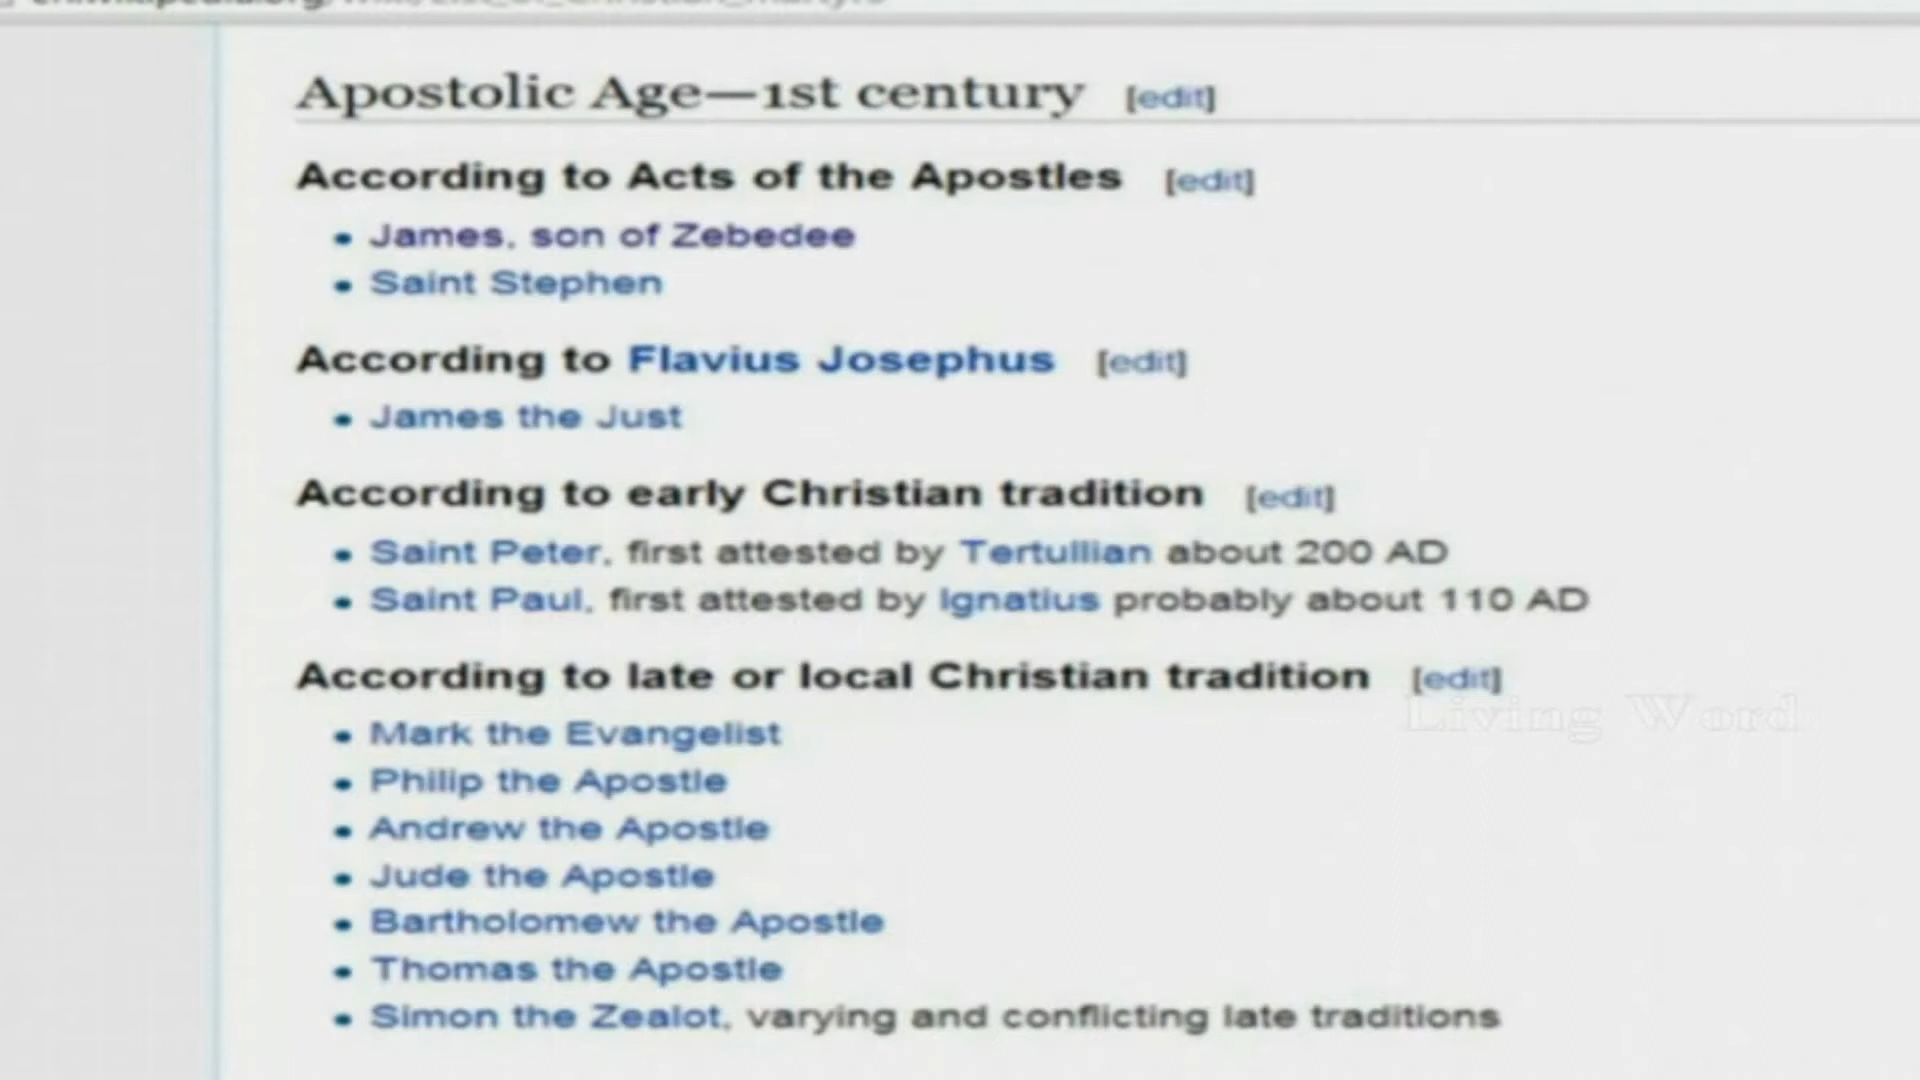 Apostolic Age—1st century [edit]
According to Acts of the Apostles [edit]
James, son of Zebedee
Saint Stephen
According to Flavius Josephus [edit]
James the Just
According to early Christian tradition [edit]
Saint Peter, first attested by Tertullian about 200 AD
Saint Paul, first attested by Ignatius probably about 110 AD
According to late or local Christian tradition [edit]
Living Word
Mark the Evangelist
Philip the Apostle
Andrew the Apostle
Jude the Apostle
Bartholomew the Apostle
Thomas the Apostle
Simon the Zealot, varying and conflicting late traditions